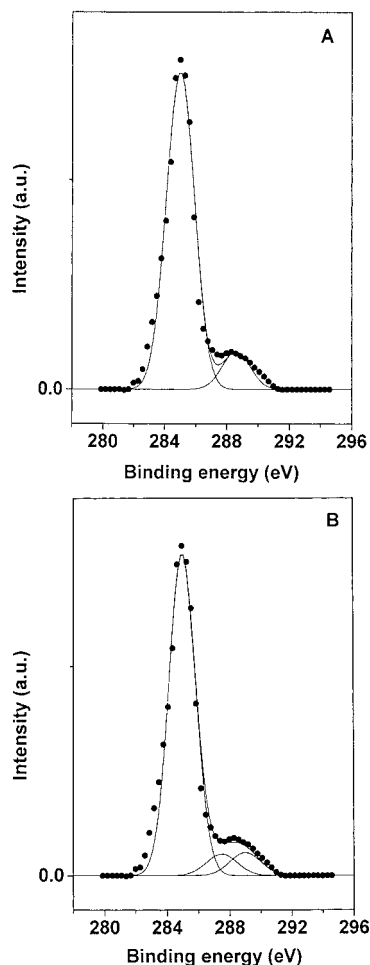 A
Intensity (a.u.)
0.0
280 284 288 292 296
Binding energy (eV)
B
Intensity (a.u.)
0.0
280 284 288 292 296
Binding energy (eV)